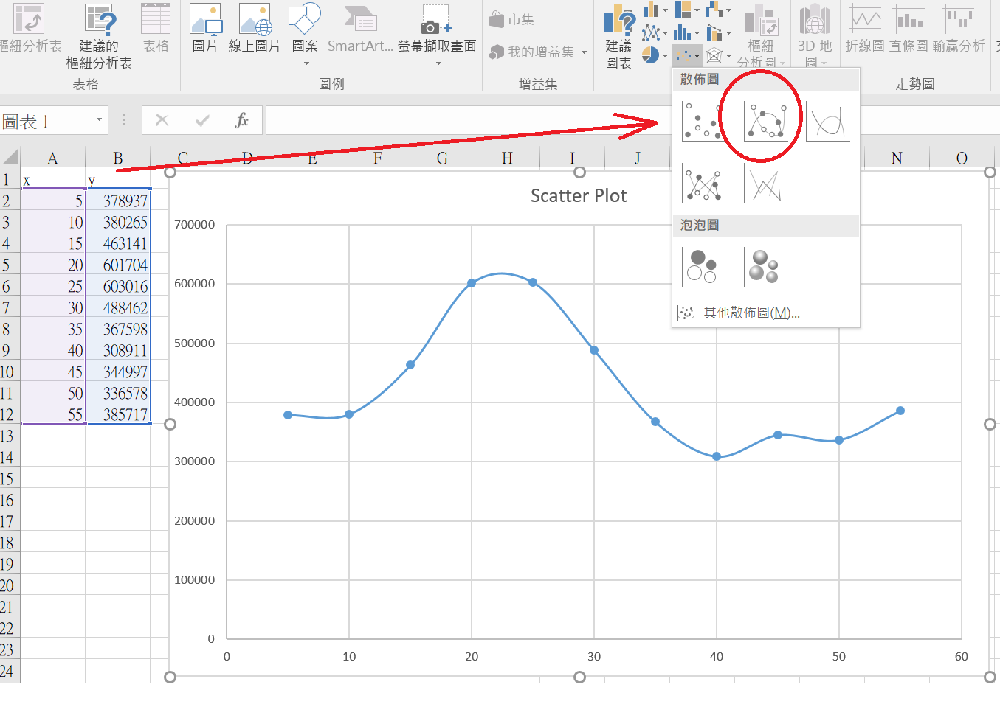 樞紐分析表
建議的
樞紐分析表
表格
表格
圖片
線上圖片
圖案
SmartArt...
螢幕擷取畫面
圖例
市集
我的增益集
增益集
建議
圖表
樞紐
分析圖
3D 地
圖
折線圖 直條圖 輸贏分析
走勢圖
散佈圖
泡泡圖
其他散佈圖(M)...
圖表 1
fx
A B C D E F G H I J N O
1 x y
2 5 378937
3 10 380265
4 15 463141
5 20 601704
6 25 603016
7 30 488462
8 35 367598
9 40 308911
10 45 344997
11 50 336578
12 55 385717
13
14
15
16
17
18
19
20
21
22
23
24
Scatter Plot
700000
600000
500000
400000
300000
200000
100000
0
0 10 20 30 40 50 60